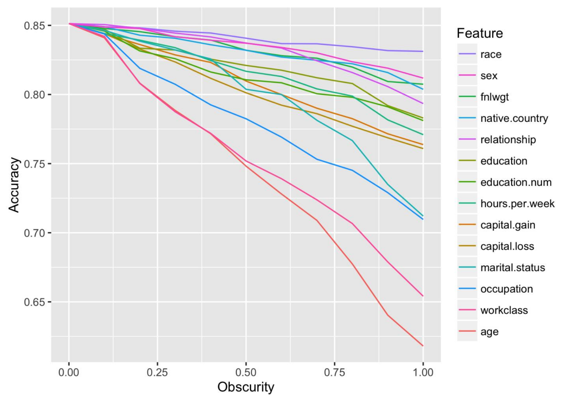 0.85
0.80
0.75
0.70
0.65
Accuracy
0.00
0.25
0.50
0.75
1.00
Obscurity
Feature
race
sex
fnlwgt
native.country
relationship
education
education.num
hours.per.week
capital.gain
capital.loss
marital.status
occupation
workclass
age